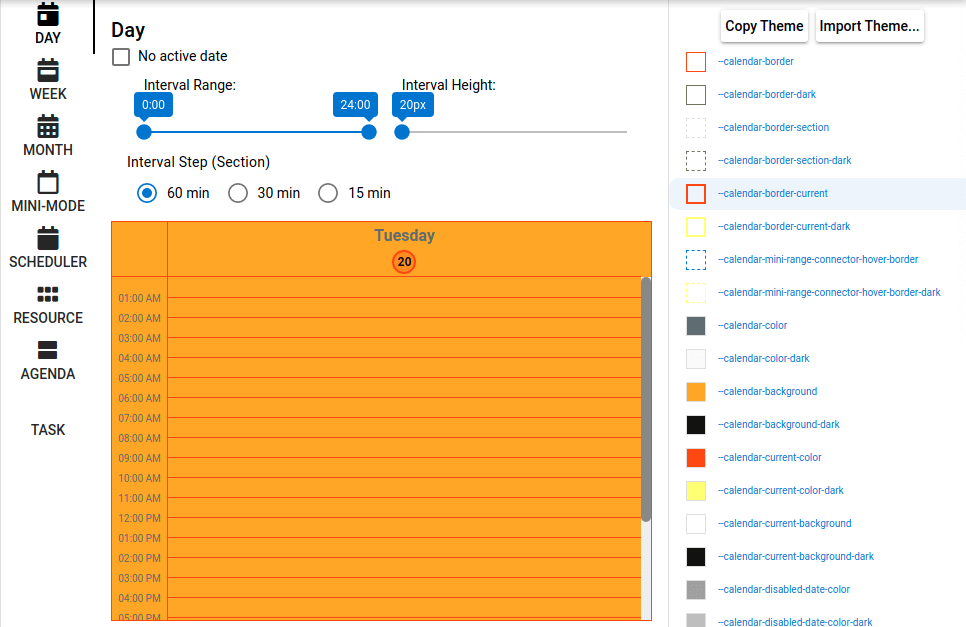 DAY
WEEK
MONTH
MINI-MODE
SCHEDULER
RESOURCE
AGENDA
TASK
Day
No active date
Interval Range:
Interval Height:
0:00
24:00
20px
Interval Step (Section)
60 min
30 min
15 min
Tuesday
20
01:00 AM
02:00 AM
03:00 AM
04:00 AM
05:00 AM
06:00 AM
07:00 AM
08:00 AM
09:00 AM
10:00 AM
11:00 AM
12:00 PM
01:00 PM
02:00 PM
03:00 PM
04:00 PM
05:00 PM
Copy Theme
Import Theme...
--calendar-border
--calendar-border-dark
--calendar-border-section
--calendar-border-section-dark
--calendar-border-current
--calendar-border-current-dark
--calendar-mini-range-connector-hover-border
--calendar-mini-range-connector-hover-border-dark
--calendar-color
--calendar-color-dark
--calendar-background
--calendar-background-dark
--calendar-current-color
--calendar-current-color-dark
--calendar-current-background
--calendar-current-background-dark
--calendar-disabled-date-color
--calendar-disabled-date-color-dark